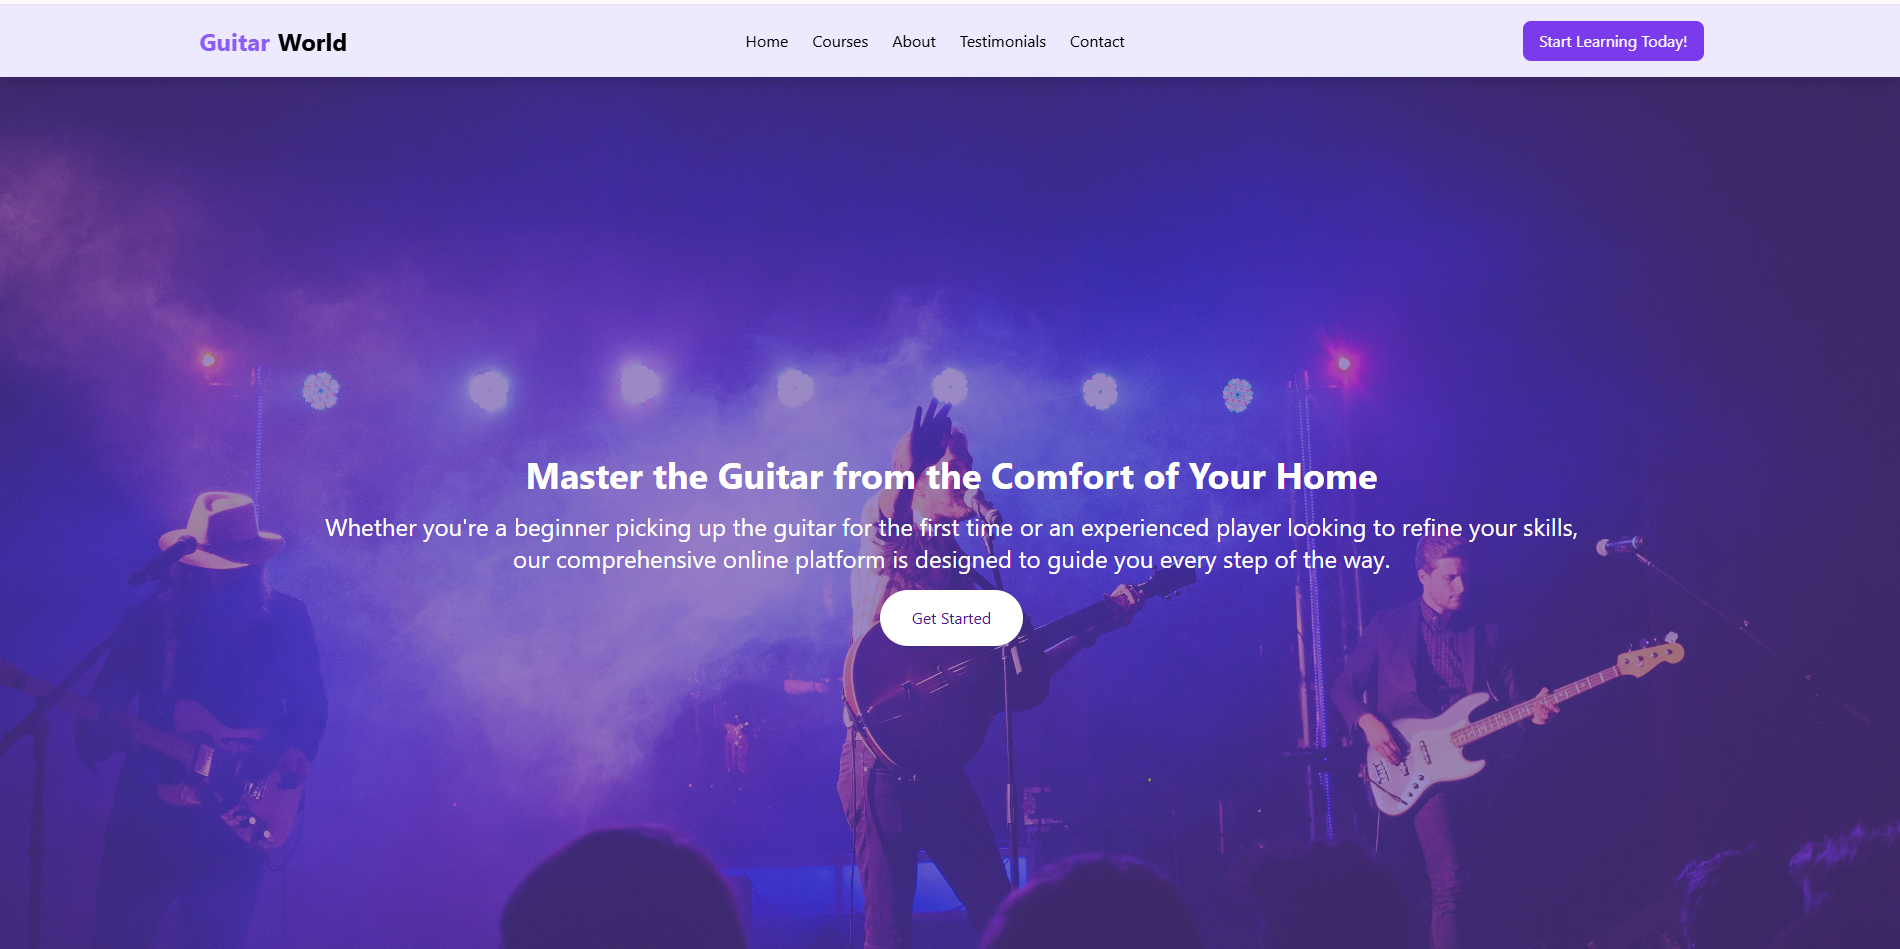 Guitar World
Home Courses About Testimonials Contact
Start Learning Today!
Master the Guitar from the Comfort of Your Home
Whether you're a beginner picking up the guitar for the first time or an experienced player looking to refine your skills,
our comprehensive online platform is designed to guide you every step of the way.
Get Started